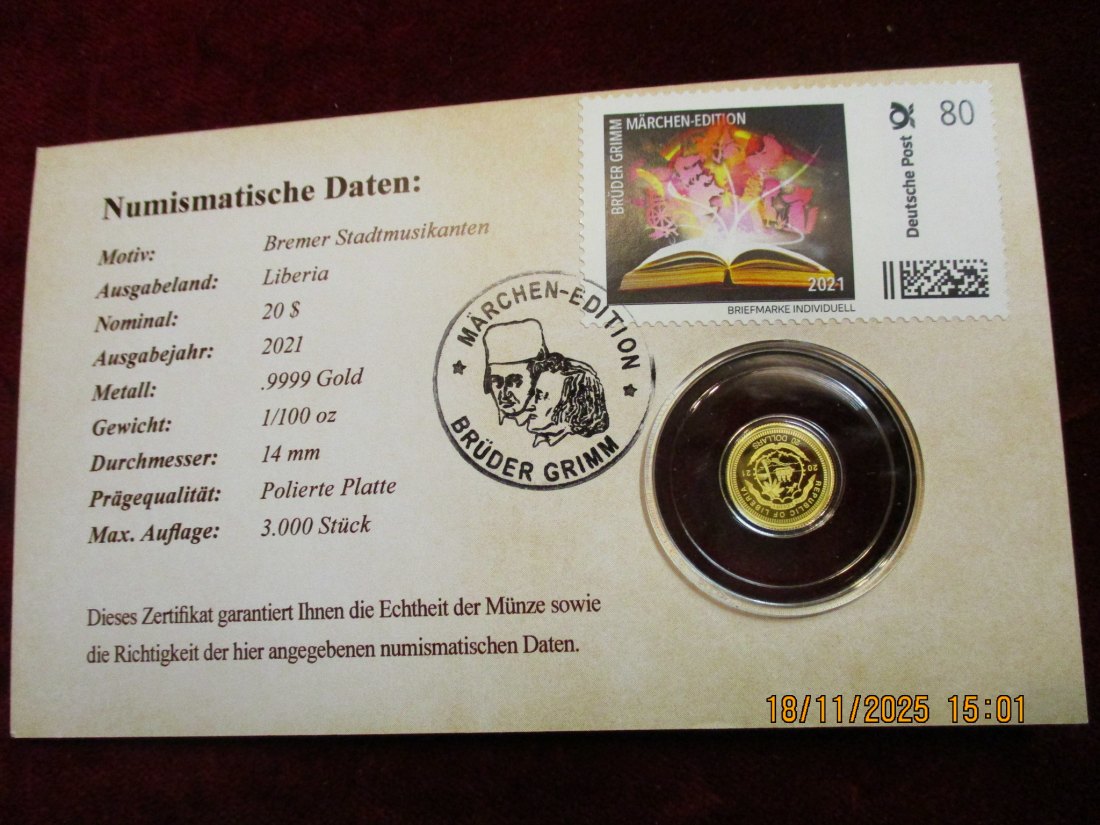 Numismatische Daten:
Motiv: Bremer Stadtmusikanten
Ausgabeland: Liberia
Nominal: 20 $
Ausgabejahr: 2021
Metall: .9999 Gold
Gewicht: 1/100 oz
Durchmesser: 14 mm
Prägequalität: Polierte Platte
Max. Auflage: 3.000 Stück
Dieses Zertifikat garantiert Ihnen die Echtheit der Münze sowie
die Richtigkeit der hier angegebenen numismatischen Daten.
BRÜDER GRIMM
MÄRCHEN-EDITION
2021
BRIEFMARKE INDIVIDUELL
Deutsche Post
80
MÄRCHEN-EDITION
BRÜDER GRIMM
20 DOLLARS
20 21
REPUBLIC OF LIBERIA
18/11/2025 15:01